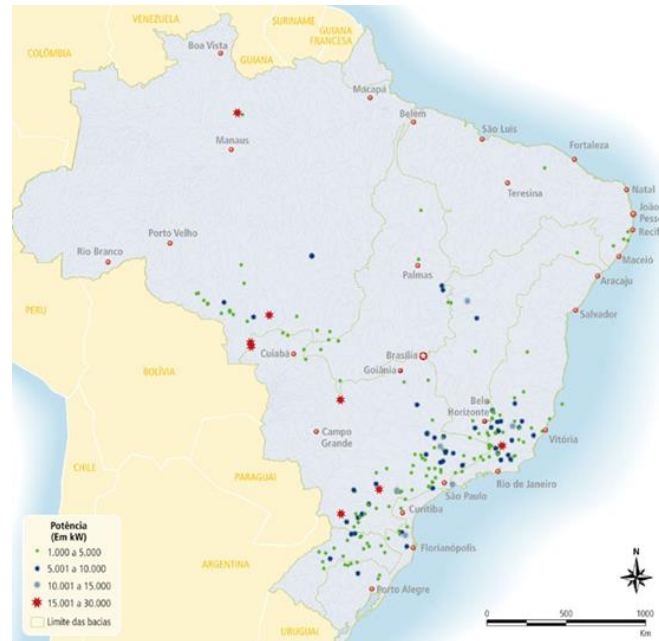 VENEZUELA
SURINAME
GUIANA
FRANCESA
COLÔMBIA
Boa Vista
GUIANA
Macapá
Belém
São Luís
Manaus
Fortaleza
Teresina
Natal
João
Pesso
Recif
Porto Velho
Rio Branco
Maceió
Palmas
Aracaju
PERU
Salvador
Cuiabá
Brasília
BOLÍVIA
Goiânia
Belo
Horizonte
Campo
Grande
Vitória
CHILE
PARAGUAI
São Paulo
Rio de Janeiro
Curitiba
Potência
(Em kW)
1.000 a 5.000
5.001 a 10.000
10.001 a 15.000
15.001 a 30.000
Limite das bacias
ARGENTINA
Florianópolis
N
Porto Alegre
URUGUAI
0 500 1000
Km